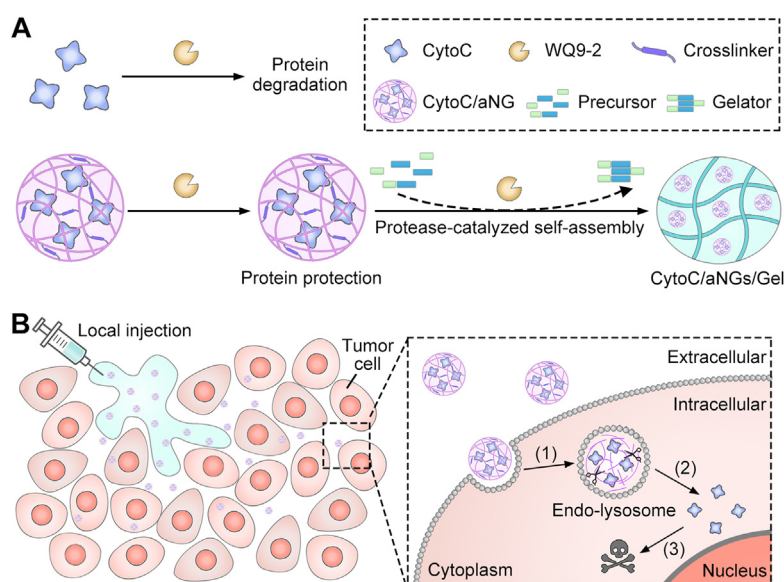 A
Protein
degradation
CytoC
WQ9-2
Crosslinker
CytoC/aNG
Precursor
Gelator
Protein protection
Protease-catalyzed self-assembly
CytoC/aNGs/Gel
B
Local injection
Tumor
cell
Extracellular
Intracellular
(1)
(2)
Endo-lysosome
(3)
Cytoplasm
Nucleus